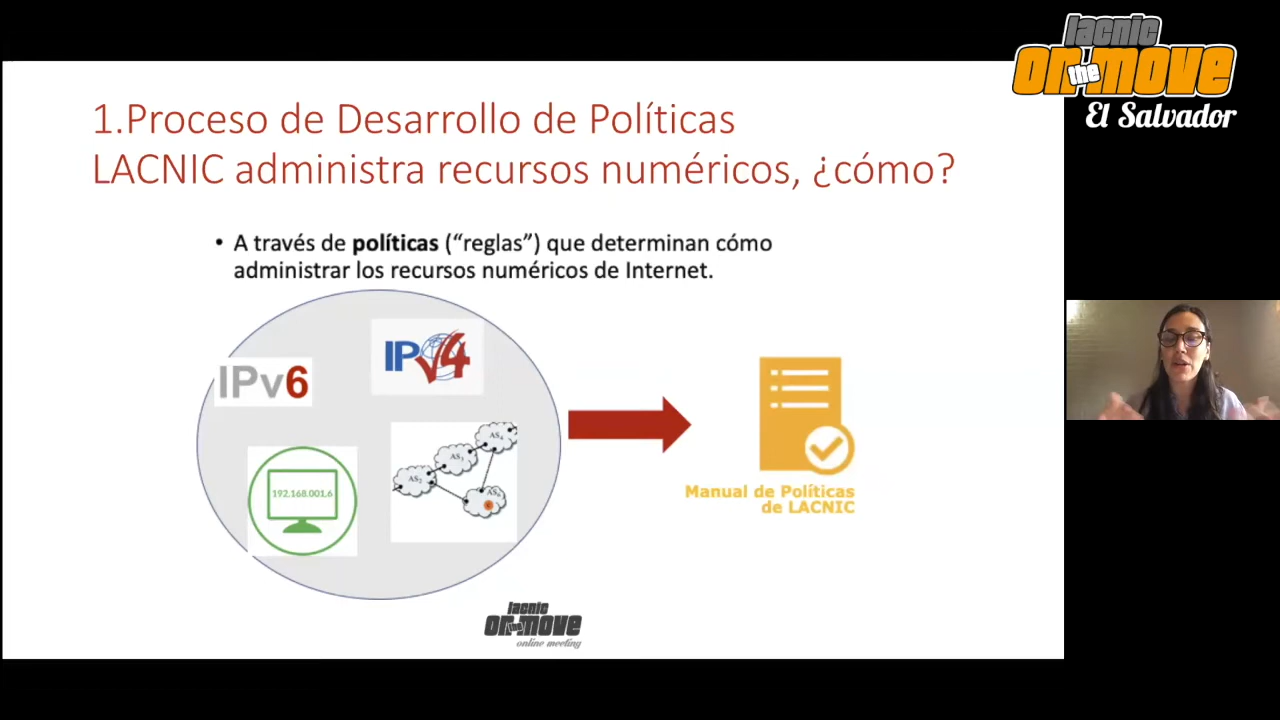 lacnic
on the move
El Salvador
1.Proceso de Desarrollo de Políticas
LACNIC administra recursos numéricos, ¿cómo?
• A través de políticas (“reglas”) que determinan cómo
administrar los recursos numéricos de Internet.
IPv4
IPv6
192.168.001.6
AS4
AS3
AS2
Manual de Políticas
de LACNIC
lacnic
on the move
online meeting